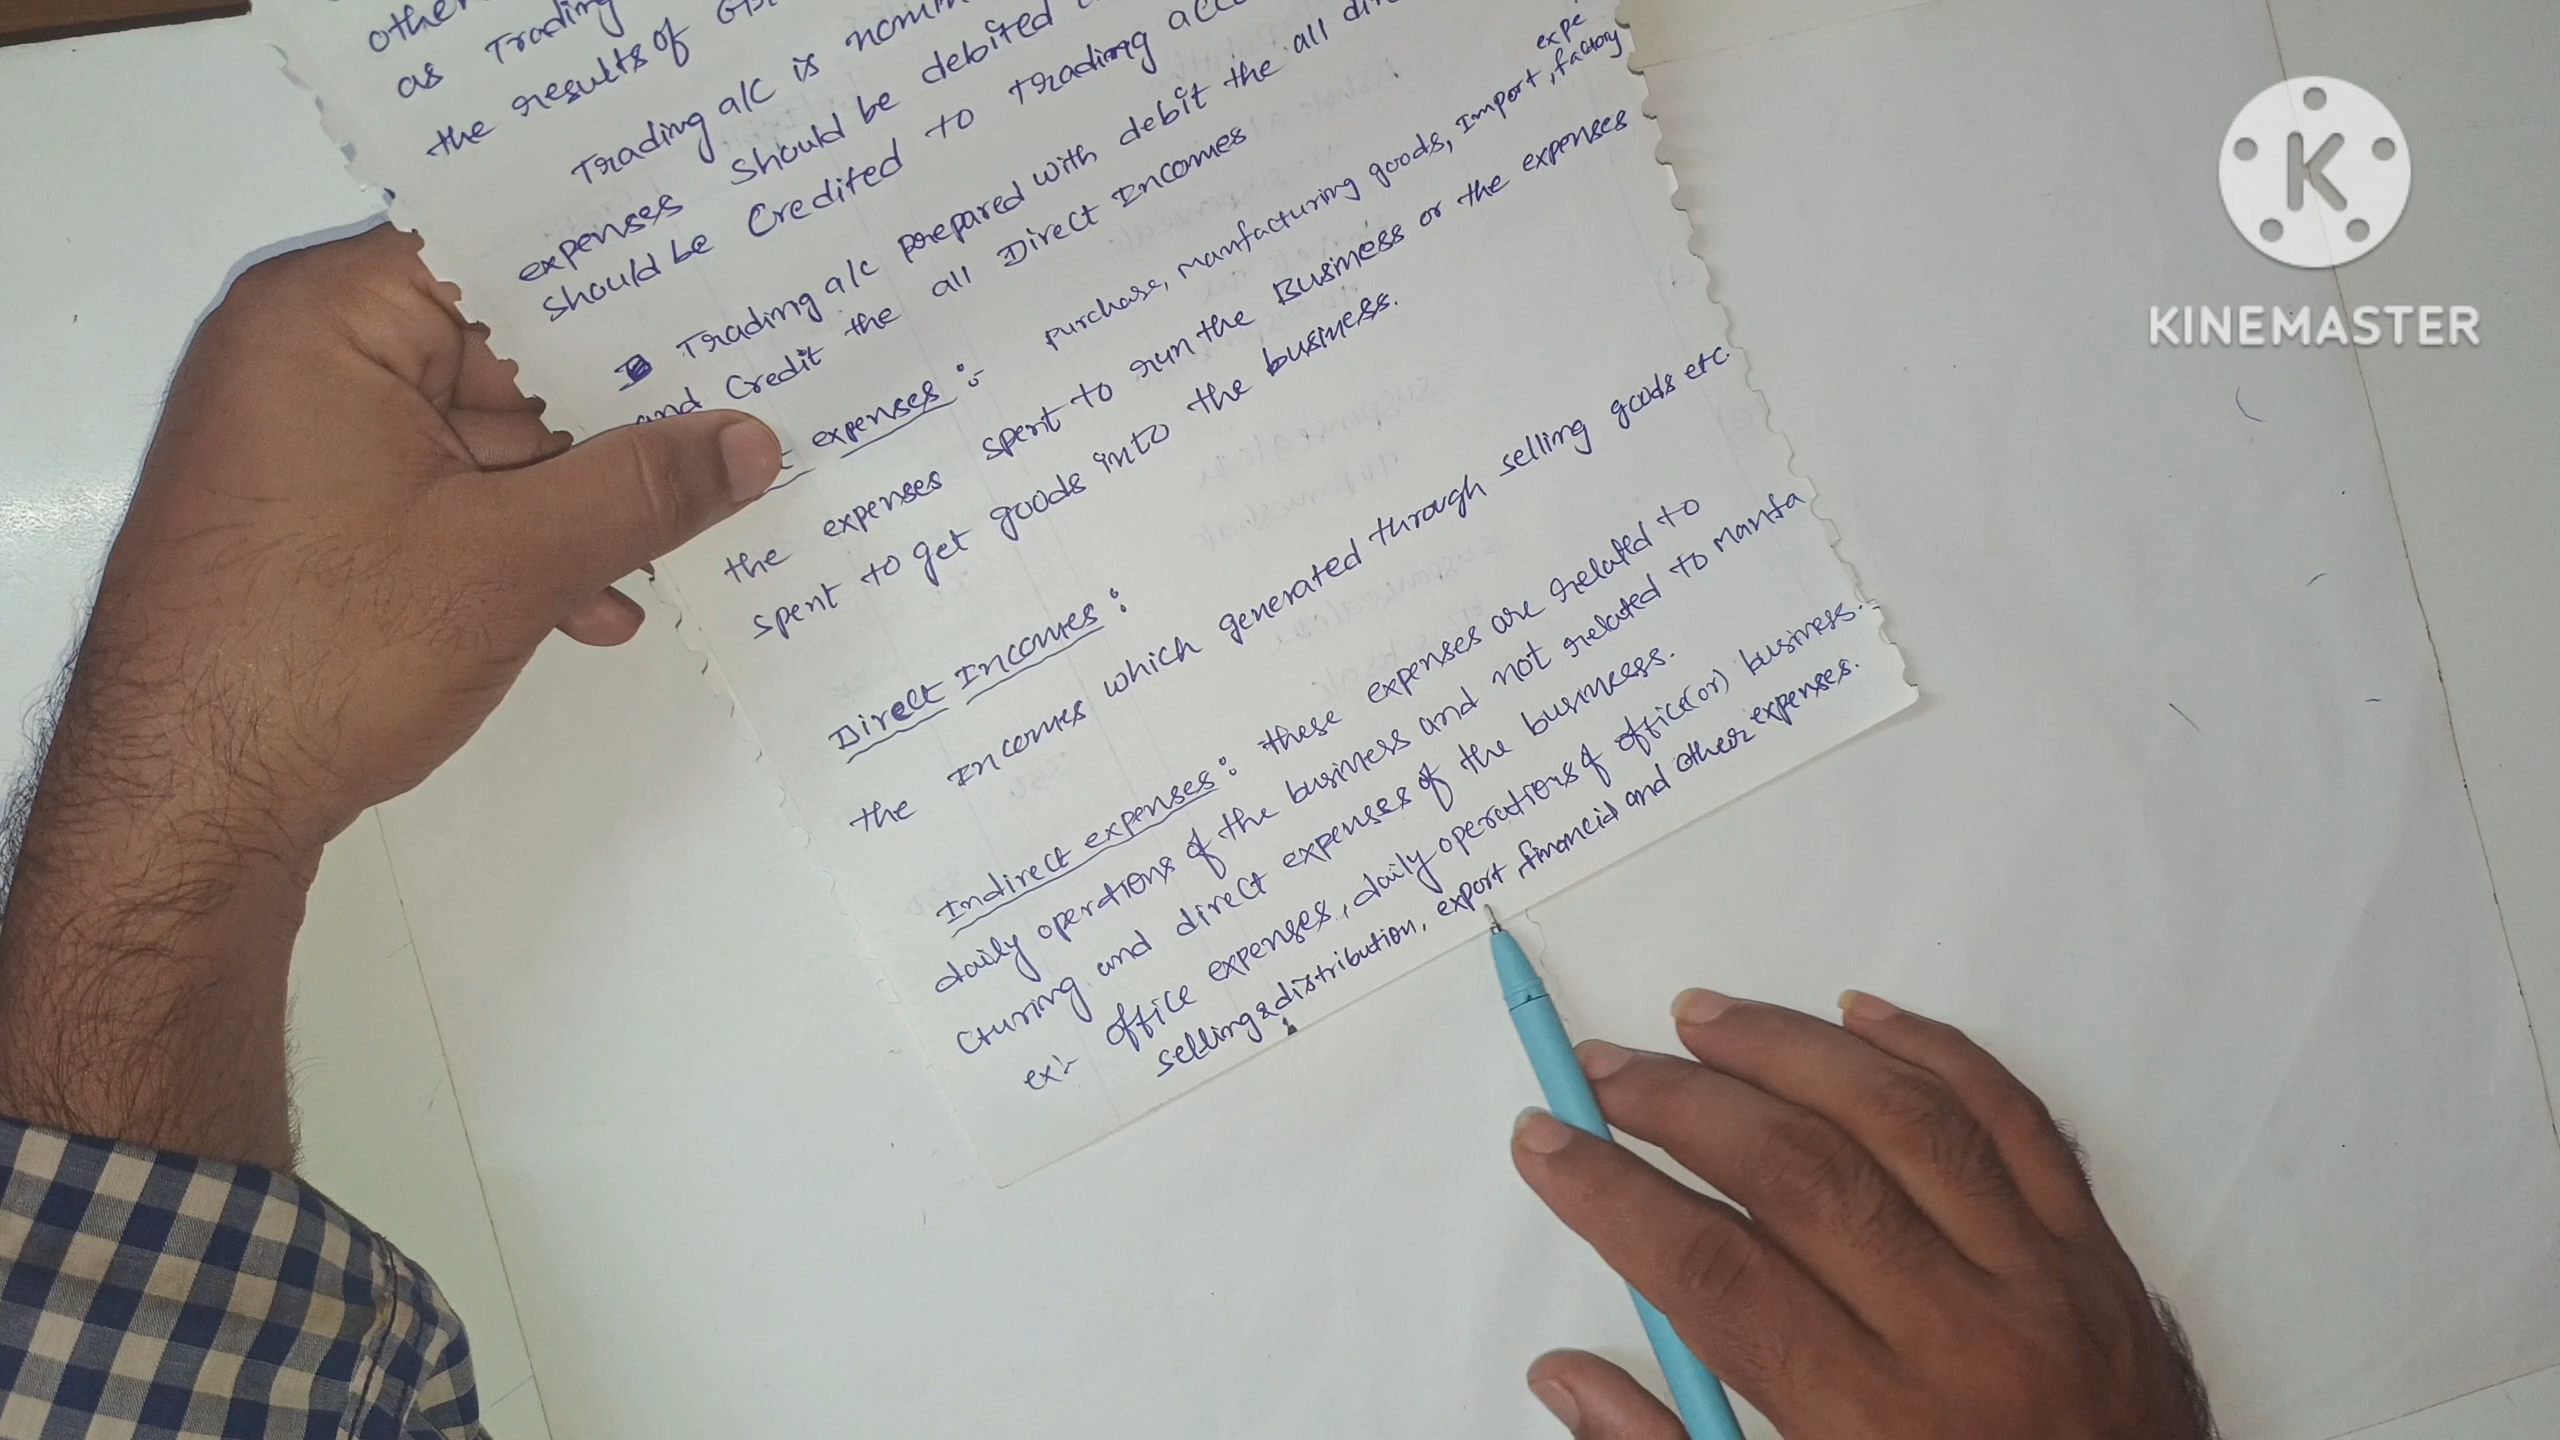 as Trading
the results of
Trading a/c is
expenses should be debited
should be Credited to trading
Trading a/c prepared with debit the all
and Credit the all Direct Incomes
expenses :- purchase, Manfacturing goods, Import, factory expe
the expenses spent to run the Business or the expenses
spent to get goods into the business.
Direct Incomes :
the Incomes which generated through selling goods etc.
Indirect expenses : these expenses are related to
daily operations of the business and not related to Manfa
cturing and direct expenses of the business.
ex:- office expenses, daily operations of office(or) business.
selling & distribution, export, financial and other expenses.
K
KINEMASTER